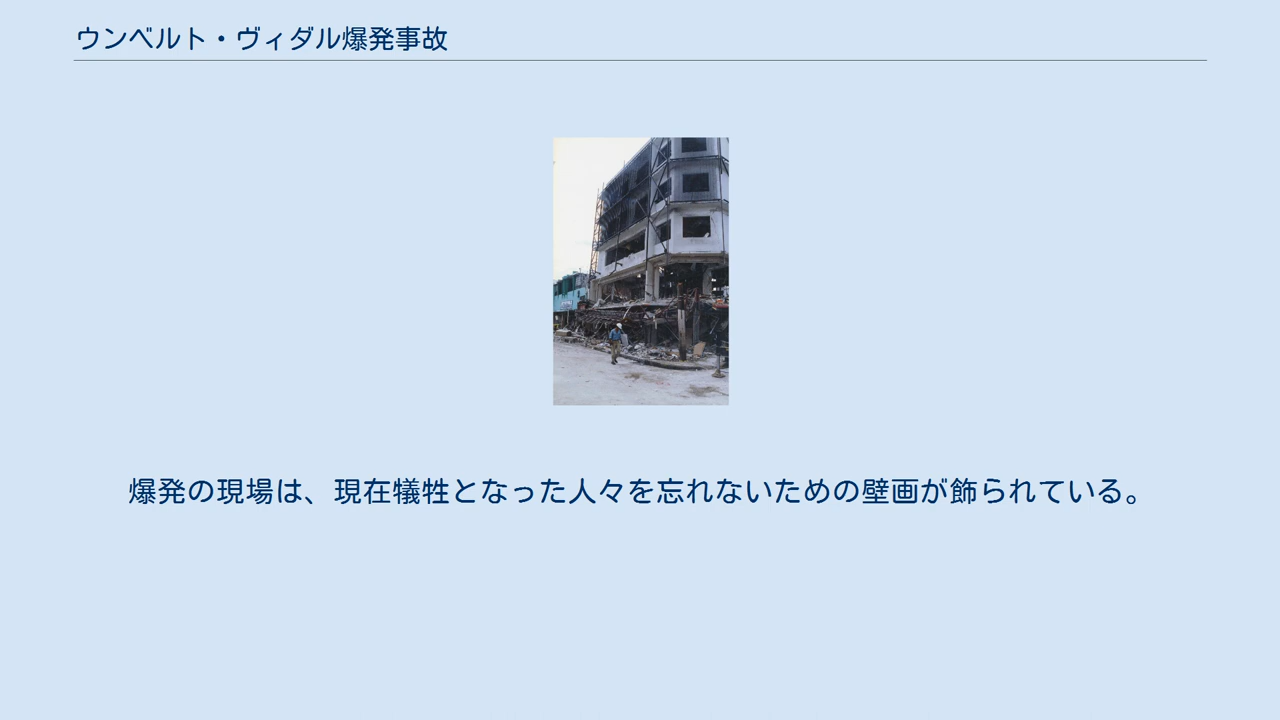 ウンベルト・ヴィダル爆発事故
爆発の現場は、現在犠牲となった人々を忘れないための壁画が飾られている。